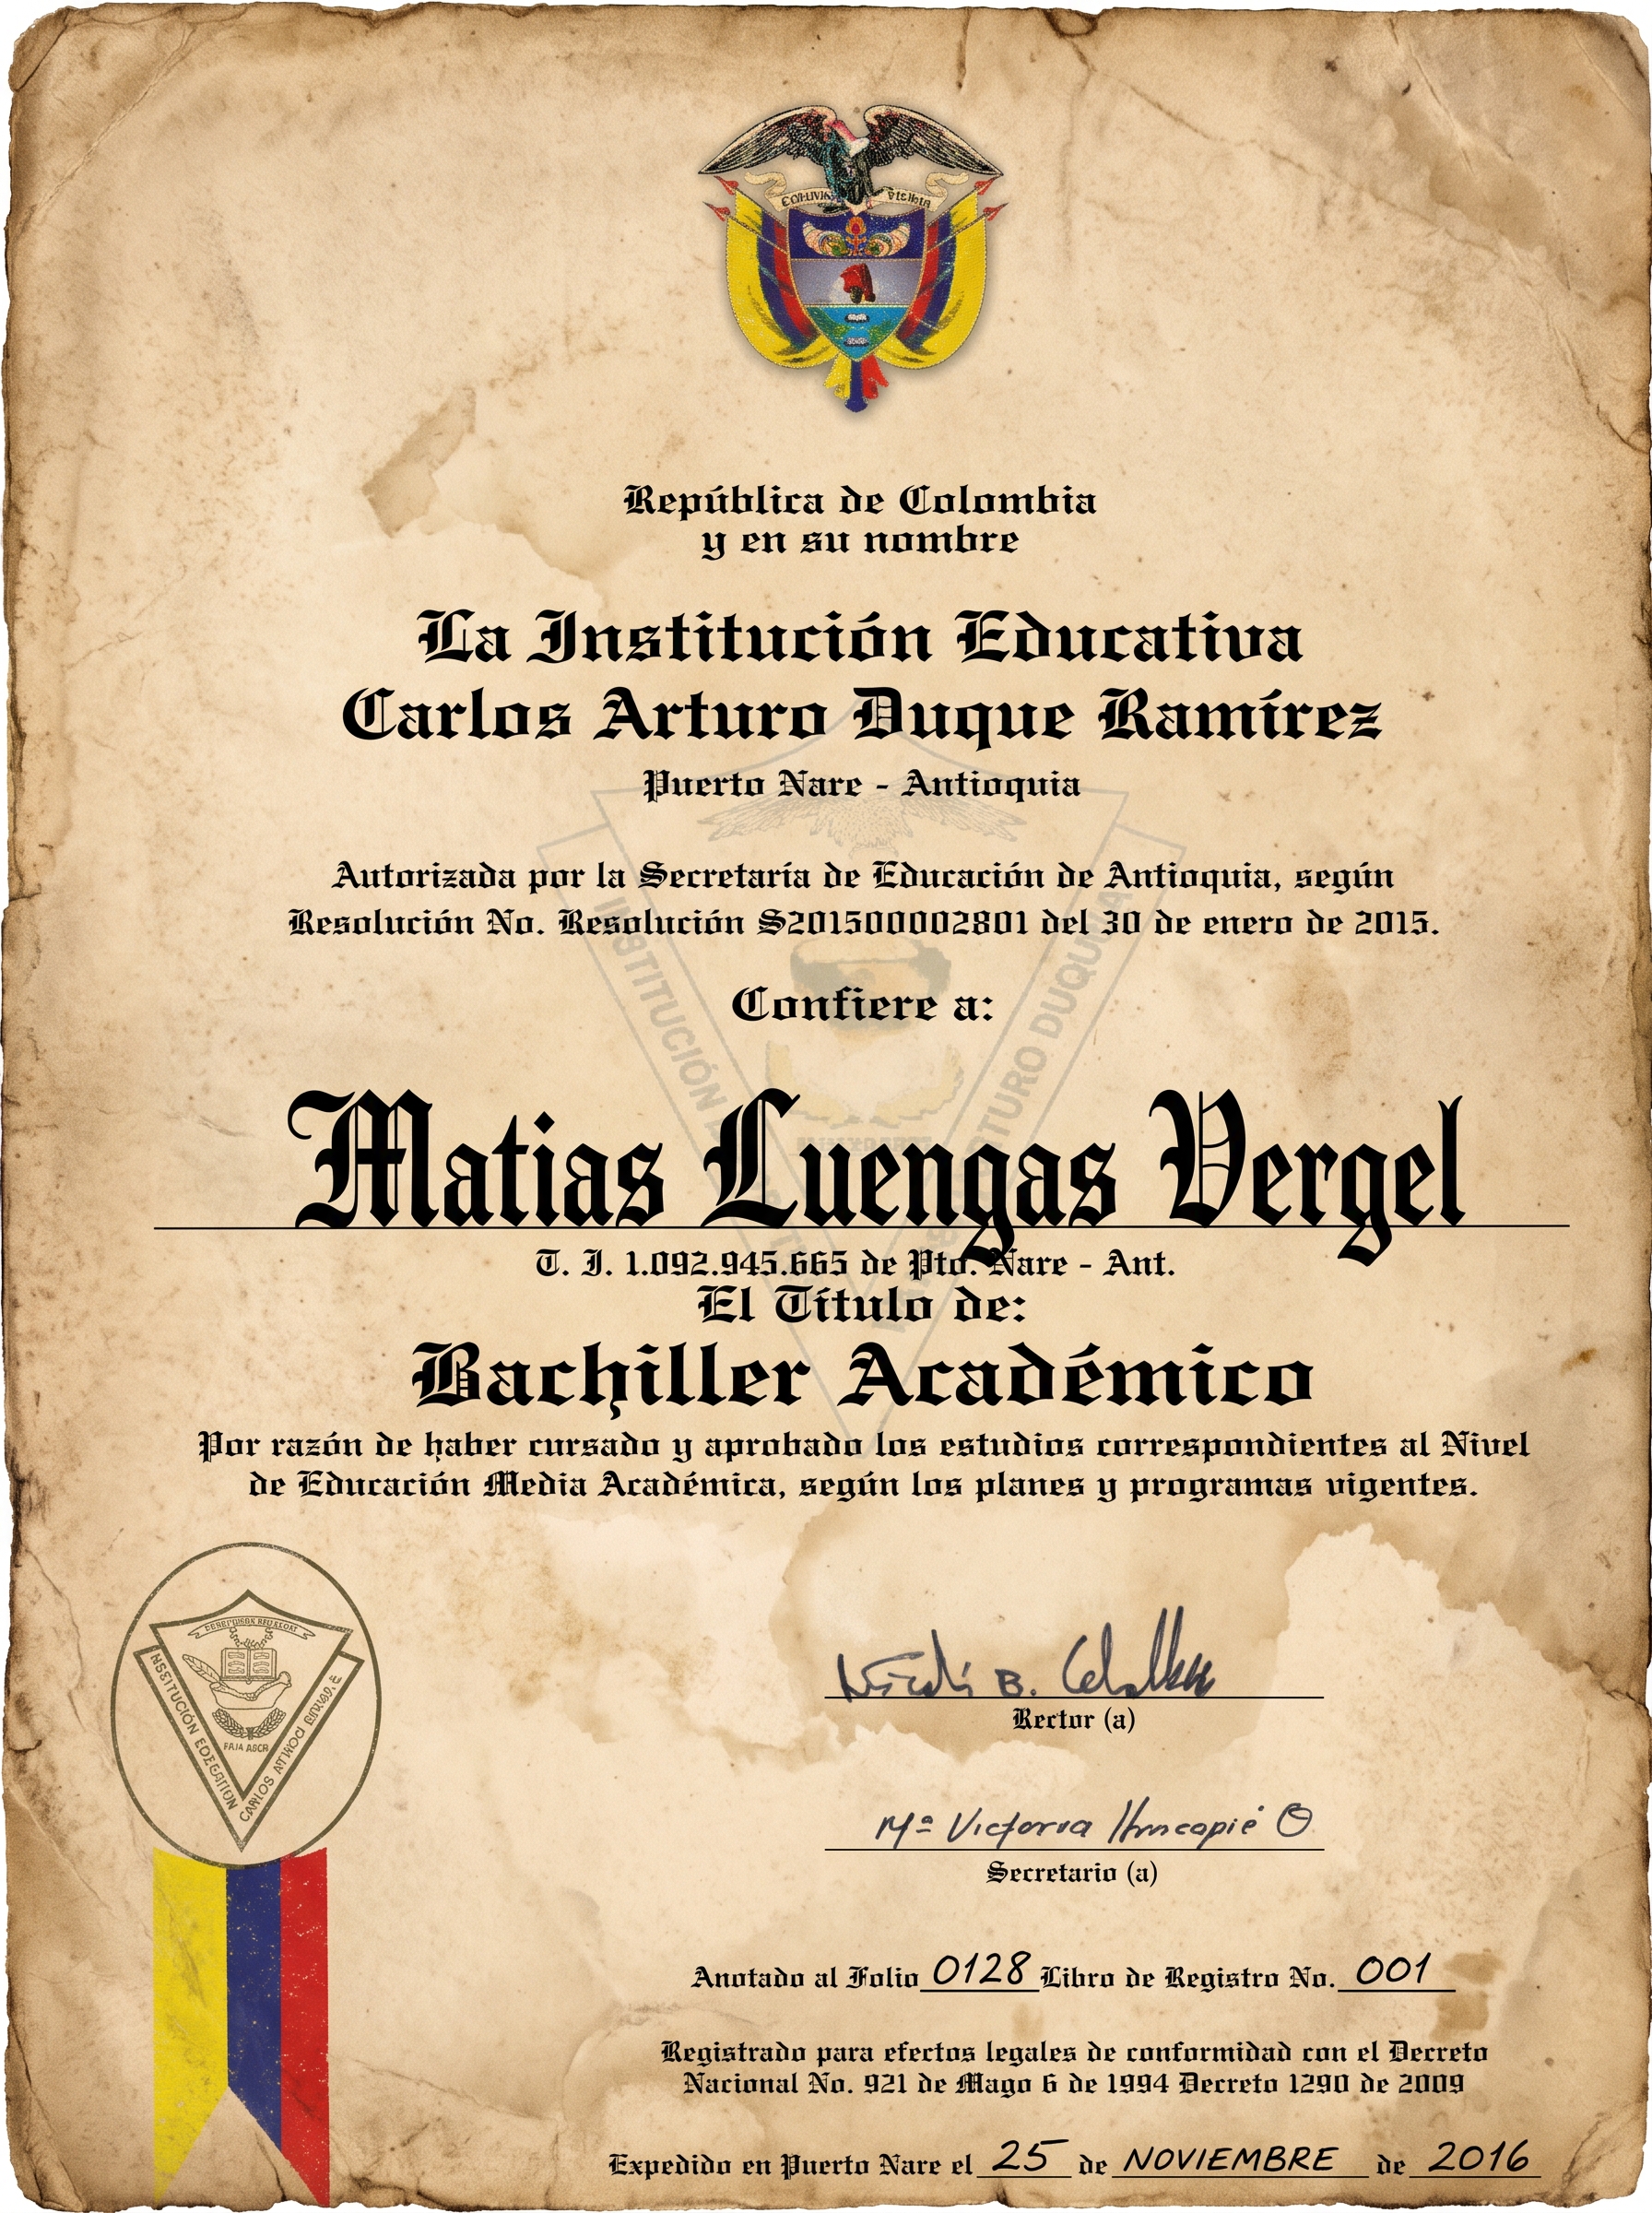 República de Colombia
y en su nombre
La Institución Educativa
Carlos Arturo Duque Ramírez
Puerto Nare - Antioquia
Autorizada por la Secretaría de Educación de Antioquia, según
Resolución No. Resolución S201500002801 del 30 de enero de 2015.
Confiere a:
Matias Luengas Vergel
T. I. 1.092.945.665 de Pto. Nare - Ant.
El Título de:
Bachiller Académico
Por razón de haber cursado y aprobado los estudios correspondientes al Nivel
de Educación Media Académica, según los planes y programas vigentes.
Rector (a)
Mª Victoria Hincapié O
Secretario (a)
Anotado al Folio 0128 Libro de Registro No. 001
Registrado para efectos legales de conformidad con el Decreto
Nacional No. 921 de Mago 6 de 1994 Decreto 1290 de 2009
Expedido en Puerto Nare el 25 de NOVIEMBRE de 2016
INSTITUCIÓN
ARTURO DUQUE
NSTITUCIÓN
CARLOS